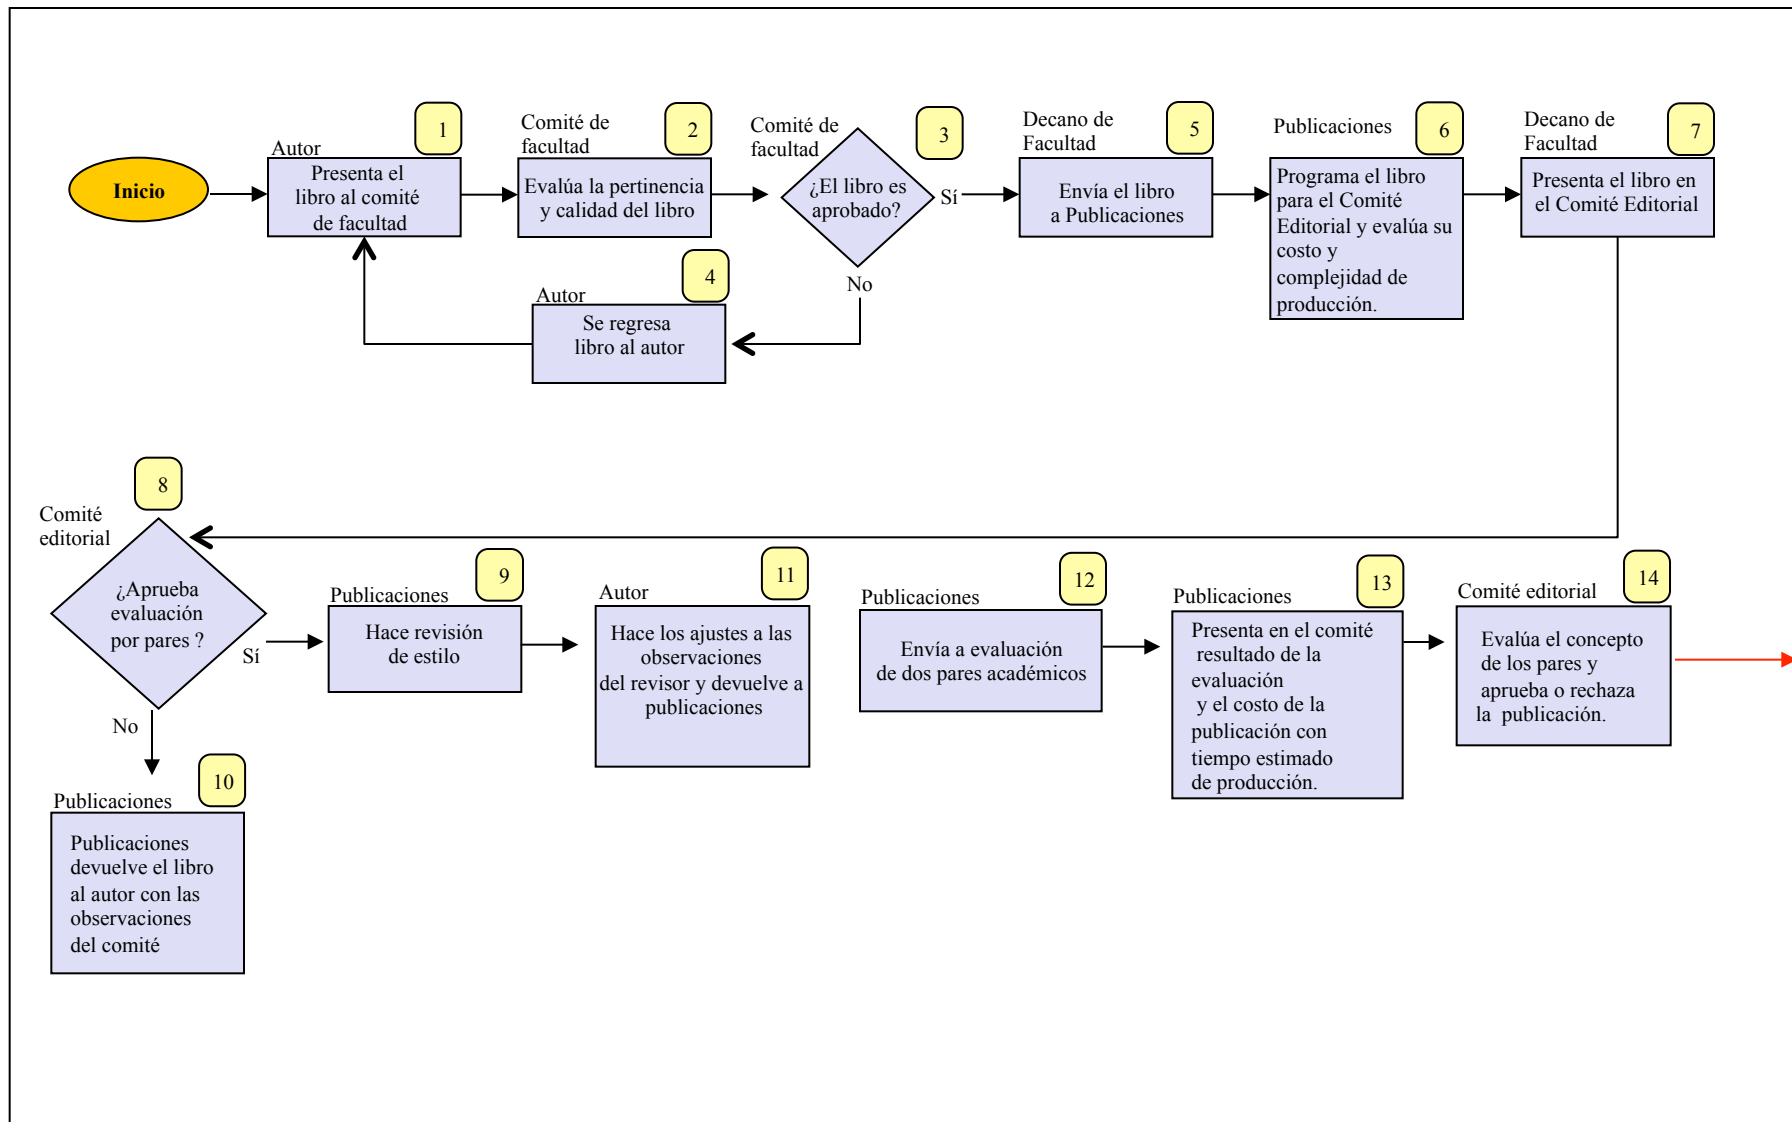 Inicio
Autor
1
Presenta el
libro al comité
de facultad
Comité de
facultad
2
Evalúa la pertinencia
y calidad del libro
Comité de
facultad
3
¿El libro es
aprobado?
Sí
No
Autor
4
Se regresa
libro al autor
Decano de
Facultad
5
Envía el libro
a Publicaciones
Publicaciones
6
Programa el libro
para el Comité
Editorial y evalúa su
costo y
complejidad de
producción.
Decano de
Facultad
7
Presenta el libro en
el Comité Editorial
8
Comité
editorial
¿Aprueba
evaluación
por pares ?
Sí
No
Publicaciones
9
Hace revisión
de estilo
Publicaciones
10
Publicaciones
devuelve el libro
al autor con las
observaciones
del comité
Autor
11
Hace los ajustes a las
observaciones
del revisor y devuelve a
publicaciones
Publicaciones
12
Envía a evaluación
de dos pares académicos
Publicaciones
13
Presenta en el comité
resultado de la
evaluación
y el costo de la
publicación con
tiempo estimado
de producción.
Comité editorial
14
Evalúa el concepto
de los pares y
aprueba o rechaza
la publicación.